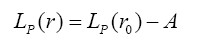 L_P(r) = L_P(r_0) − A